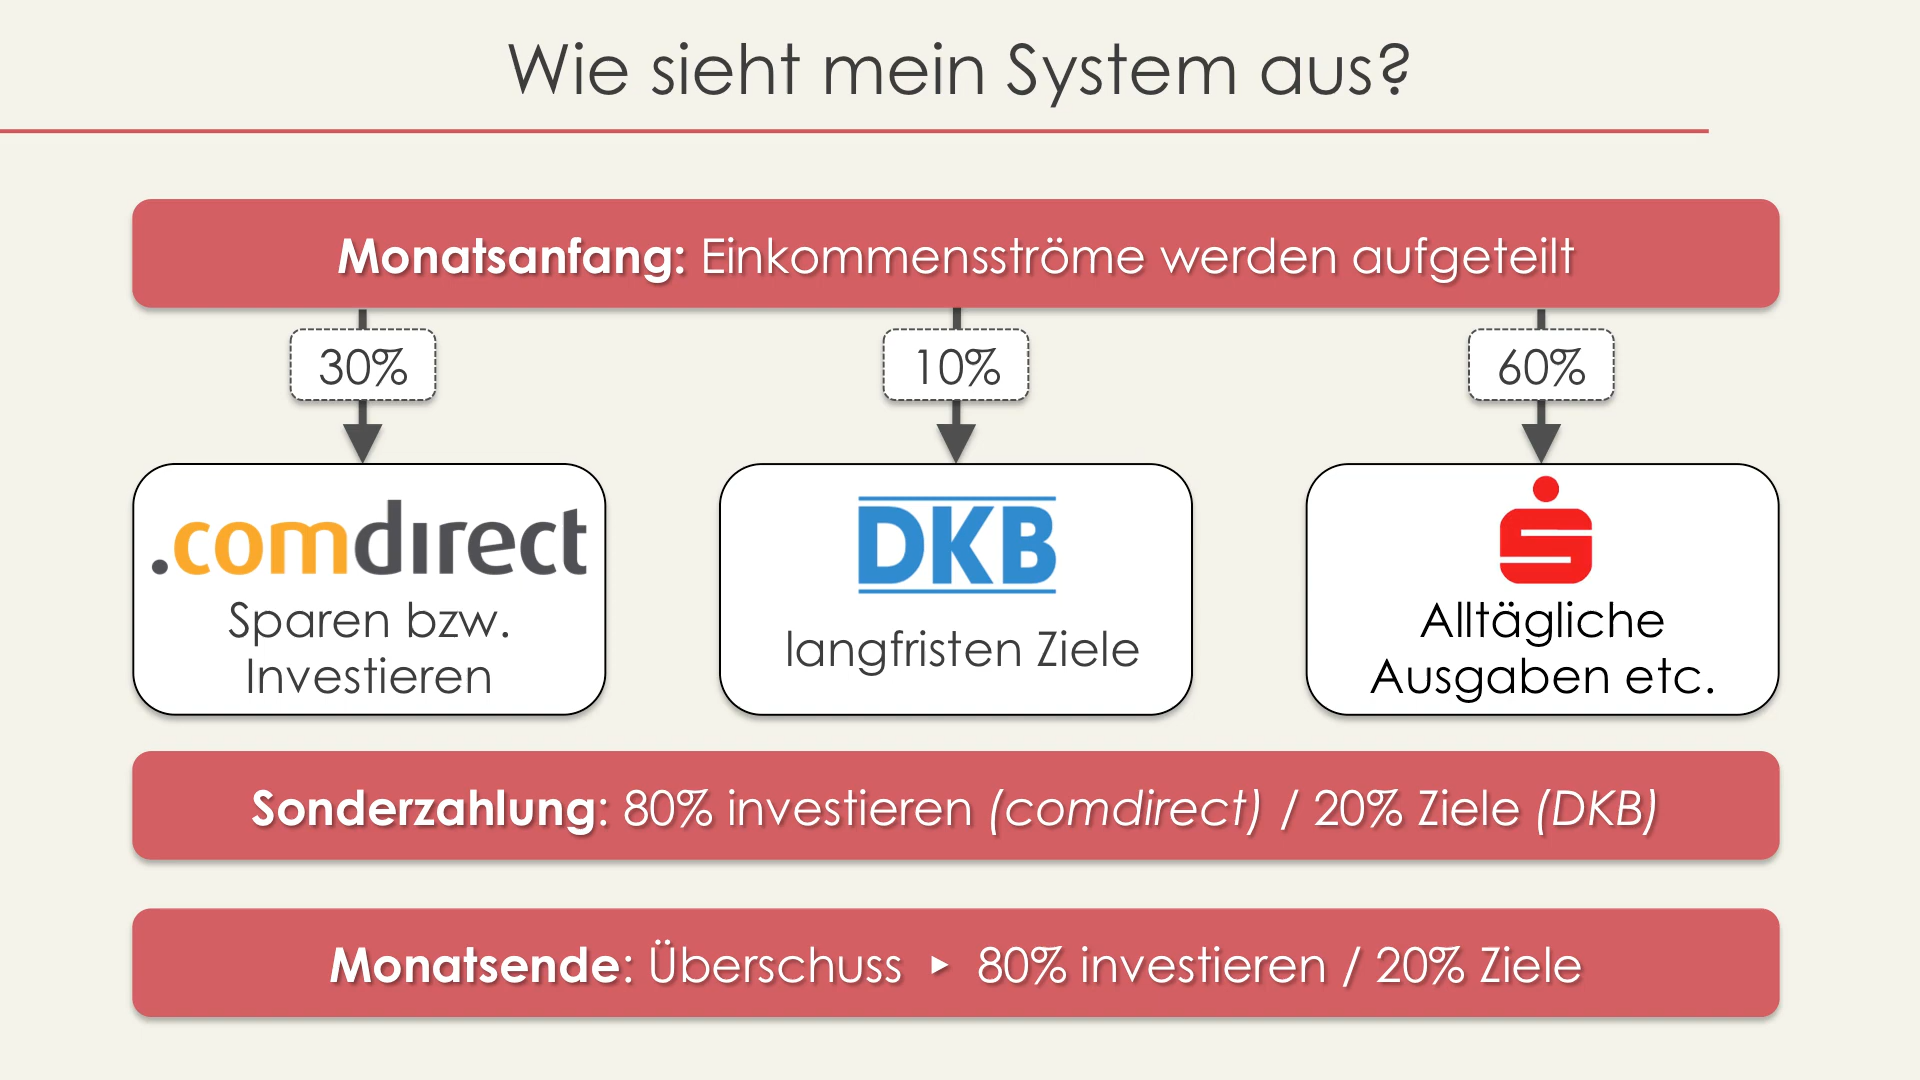 Wie sieht mein System aus?
Monatsanfang: Einkommensströme werden aufgeteilt
30%
10%
60%
.comdirect
Sparen bzw.
Investieren
DKB
langfristen Ziele
S
Alltägliche
Ausgaben etc.
Sonderzahlung: 80% investieren (comdirect) / 20% Ziele (DKB)
Monatsende: Überschuss ▸ 80% investieren / 20% Ziele